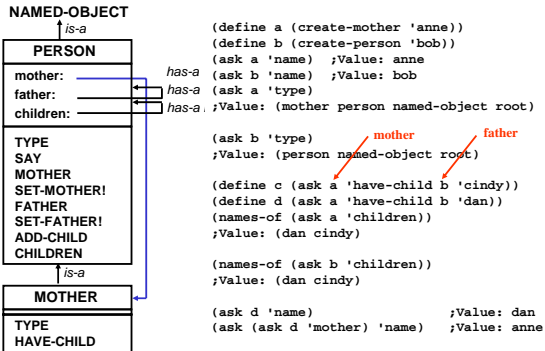 NAMED-OBJECT
is-a
PERSON
mother:
father:
children:
has-a
has-a
has-a
TYPE
SAY
MOTHER
SET-MOTHER!
FATHER
SET-FATHER!
ADD-CHILD
CHILDREN
is-a
MOTHER
TYPE
HAVE-CHILD
(define a (create-mother 'anne))
(define b (create-person 'bob))
(ask a 'name) ;Value: anne
(ask b 'name) ;Value: bob
(ask a 'type)
;Value: (mother person named-object root)
mother father
(ask b 'type)
;Value: (person named-object root)
(define c (ask a 'have-child b 'cindy))
(define d (ask a 'have-child b 'dan))
(names-of (ask a 'children))
;Value: (dan cindy)
(names-of (ask b 'children))
;Value: (dan cindy)
(ask d 'name) ;Value: dan
(ask (ask d 'mother) 'name) ;Value: anne